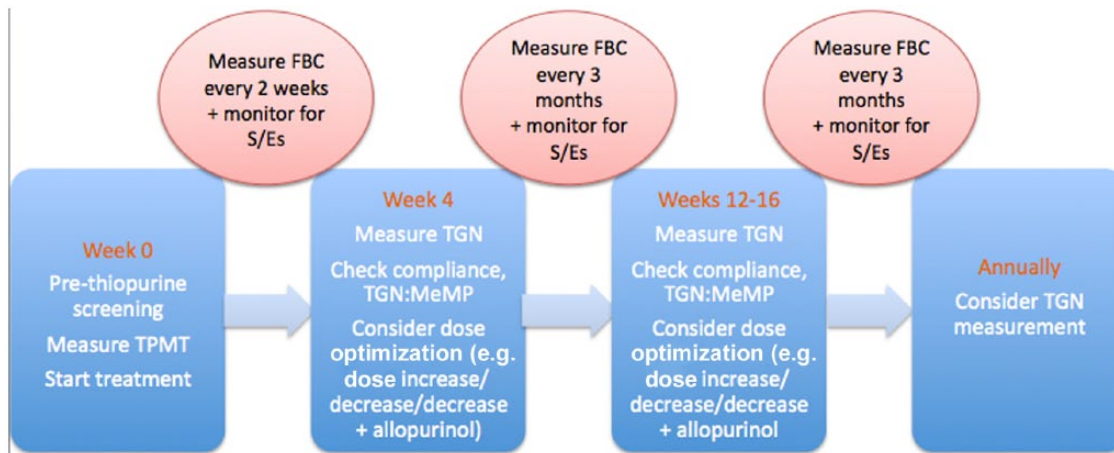 Measure FBC
every 2 weeks
+ monitor for
S/Es
Measure FBC
every 3
months
+ monitor for
S/Es
Measure FBC
every 3
months
+ monitor for
S/Es
Week 0
Pre-thiopurine
screening
Measure TPMT
Start treatment
Week 4
Measure TGN
Check compliance,
TGN:MeMP
Consider dose
optimization (e.g.
dose increase/
decrease/decrease
+ allopurinol)
Weeks 12-16
Measure TGN
Check compliance,
TGN:MeMP
Consider dose
optimization (e.g.
dose increase/
decrease/decrease
+ allopurinol
Annually
Consider TGN
measurement